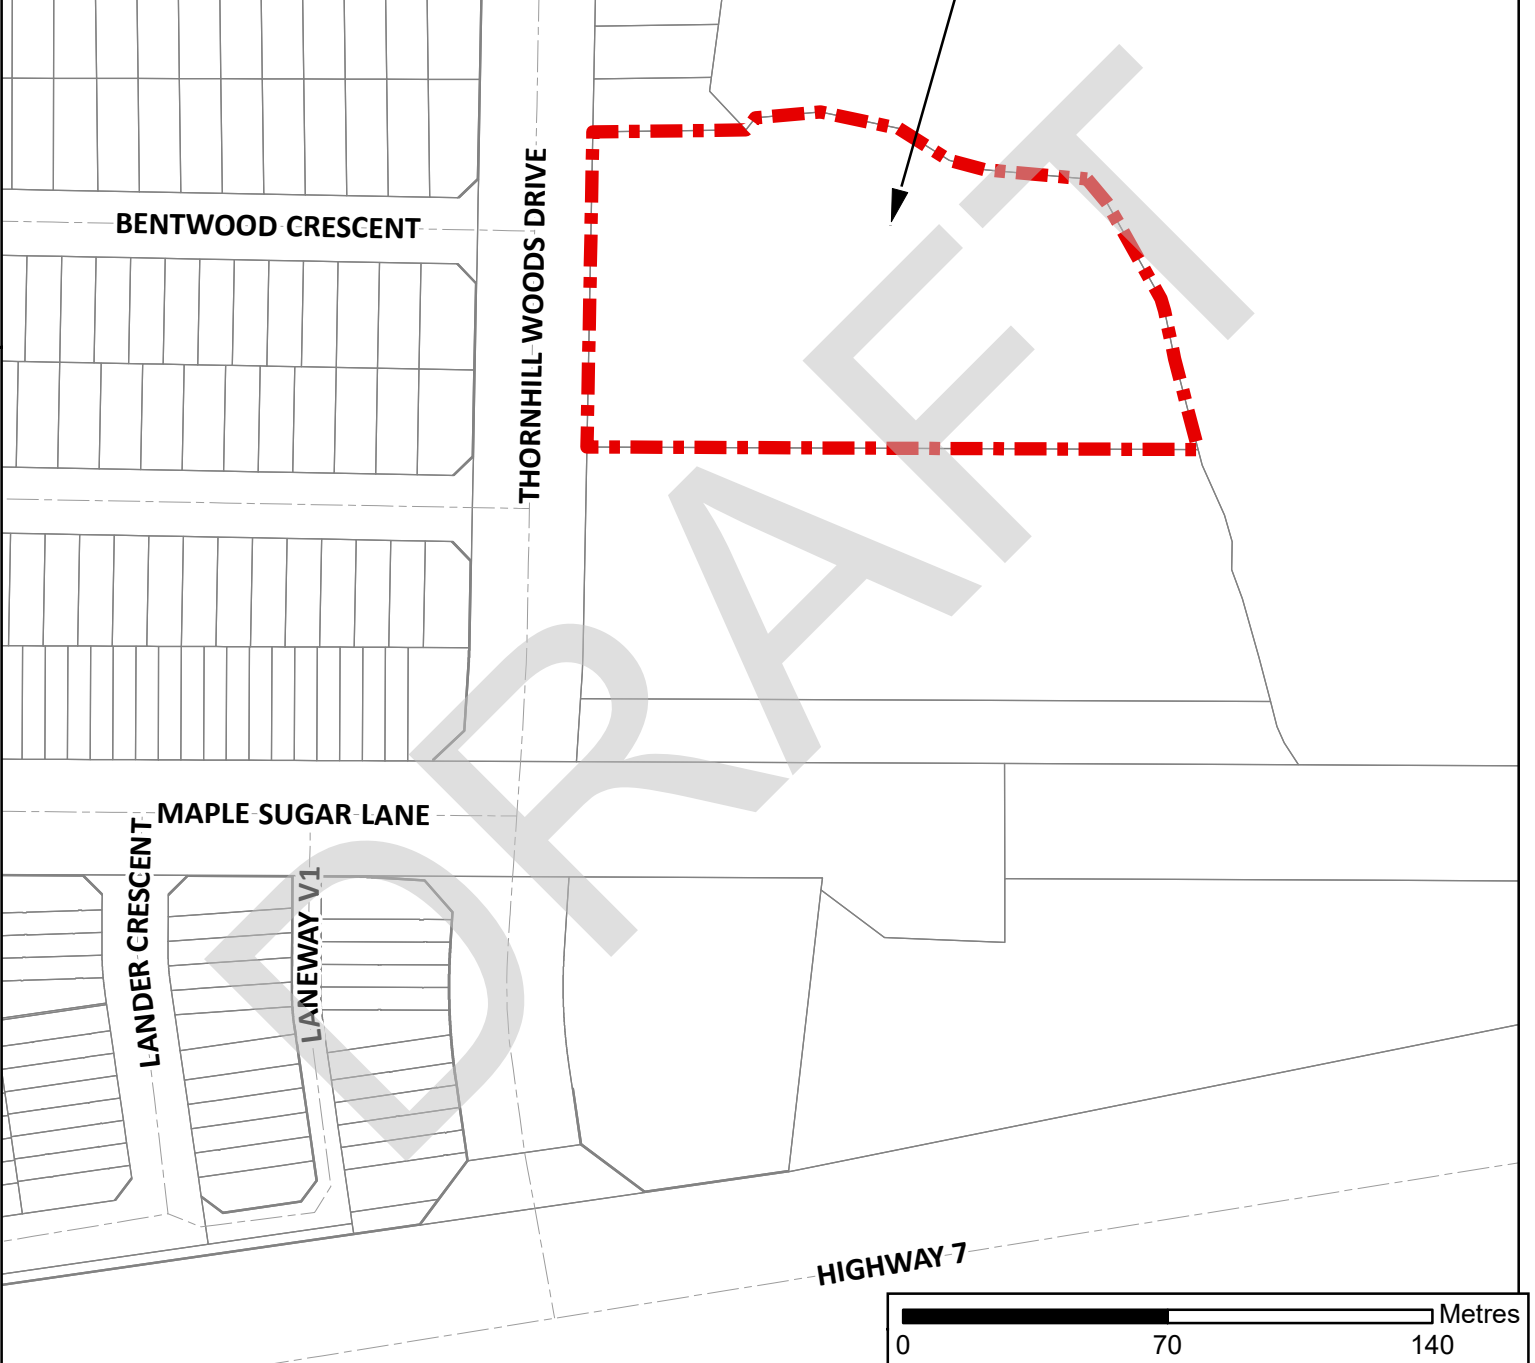 BENTWOOD CRESCENT
THORNHILL WOODS DRIVE
DRAFT
MAPLE SUGAR LANE
LANDER CRESCENT
LANEWAY V1
HIGHWAY 7
Metres
0 70 140